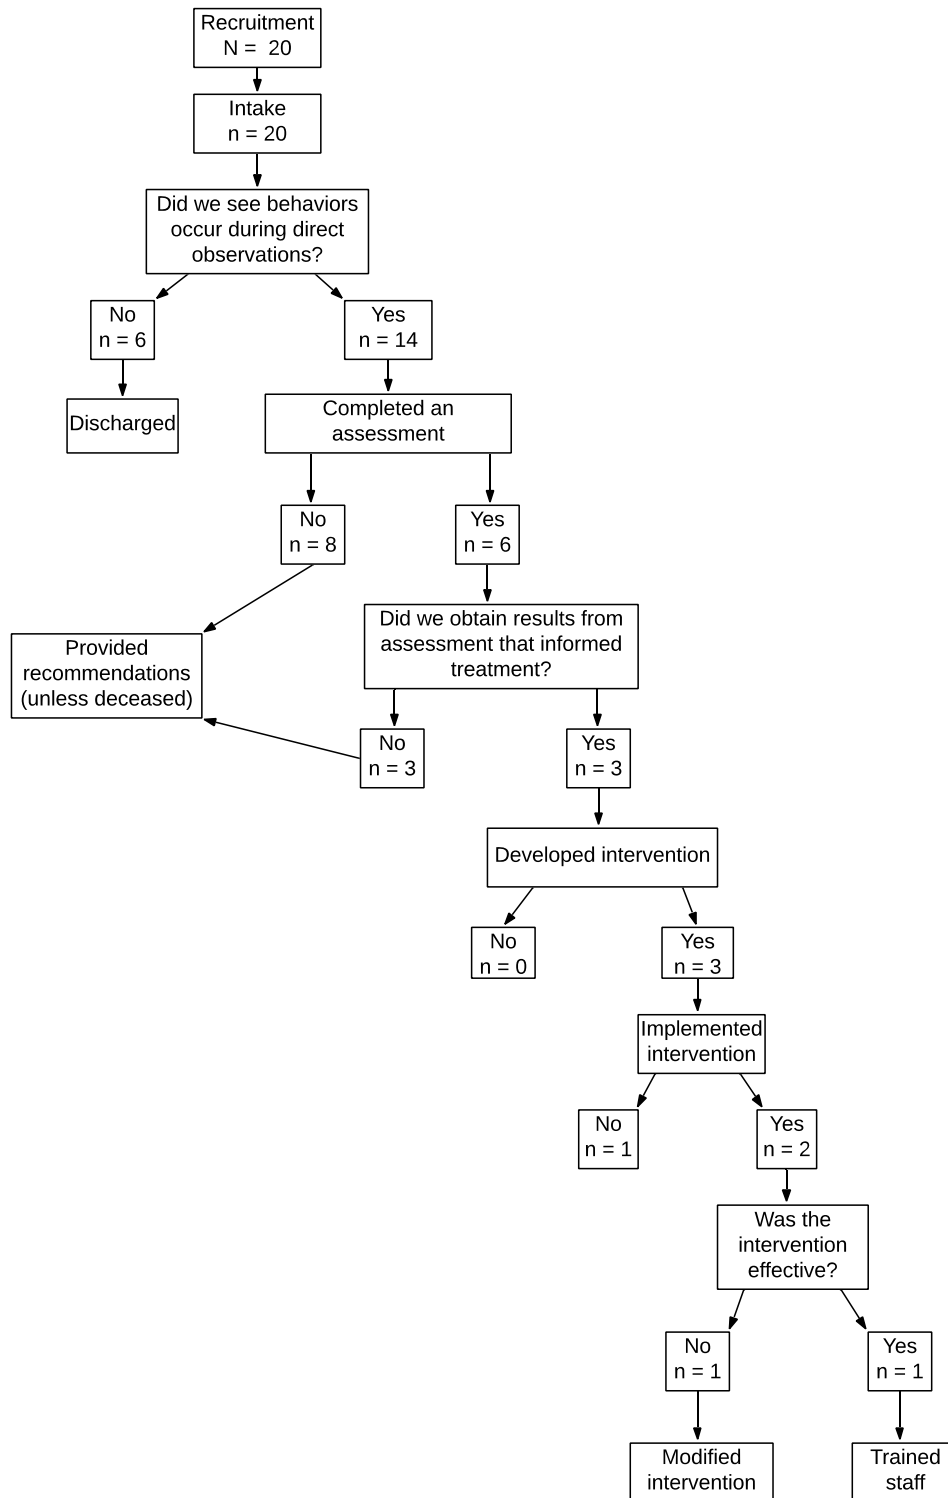 Recruitment
N =  20
Intake
n = 20
Did we see behaviors
occur during direct
observations?
No
n = 6
Yes
n = 14
Discharged
Completed an
assessment
No
n = 8
Yes
n = 6
Did we obtain results from
assessment that informed
treatment?
Provided
recommendations
(unless deceased)
No
n = 3
Yes
n = 3
Developed intervention
No
n = 0
Yes
n = 3
Implemented
intervention
No
n = 1
Yes
n = 2
Was the
intervention
effective?
No
n = 1
Yes
n = 1
Modified
intervention
Trained
staff